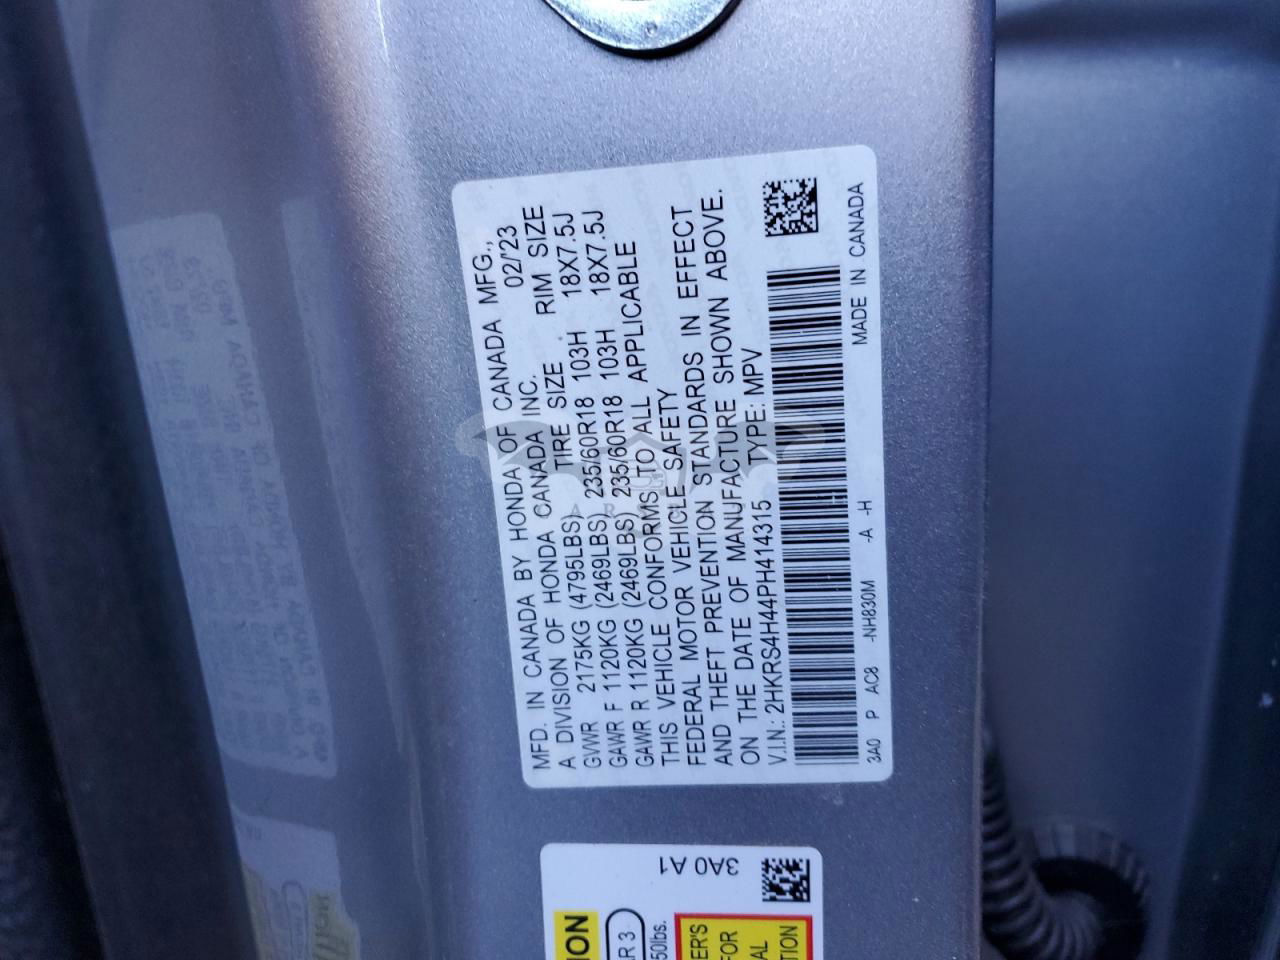 MFD. IN CANADA BY HONDA OF CANADA MFG.,
A DIVISION OF HONDA CANADA INC. 02/'23
GVWR 2175KG (4795LBS) TIRE SIZE RIM SIZE
GAWR F 1120KG (2469LBS) 235/60R18 103H 18X7.5J
GAWR R 1120KG (2469LBS) 235/60R18 103H 18X7.5J
THIS VEHICLE CONFORMS TO ALL APPLICABLE
FEDERAL MOTOR VEHICLE SAFETY
AND THEFT PREVENTION STANDARDS IN EFFECT
ON THE DATE OF MANUFACTURE SHOWN ABOVE.
V.I.N.: 2HKRS4H44PH414315 TYPE: MPV
3A0 P AC8 -NH830M -A -H MADE IN CANADA
3A0 A1